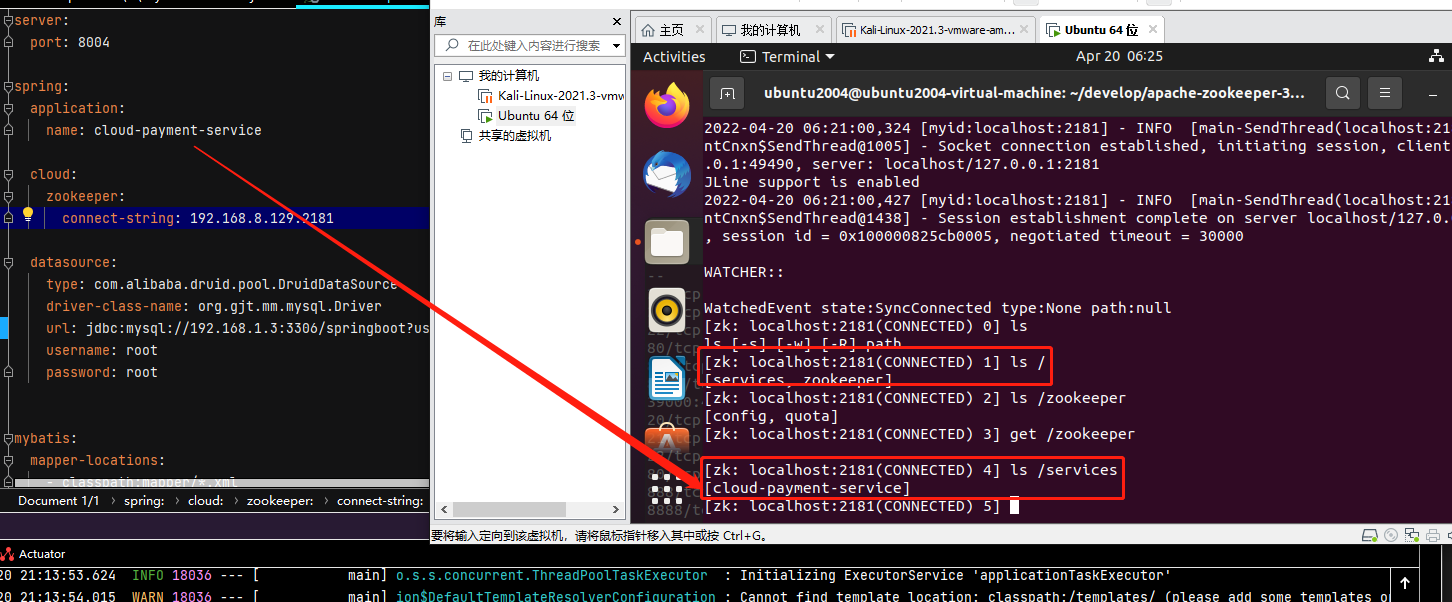 server:
port: 8004
spring:
application:
name: cloud-payment-service
cloud:
zookeeper:
connect-string: 192.168.8.129:2181
datasource:
type: com.alibaba.druid.pool.DruidDataSource
driver-class-name: org.gjt.mm.mysql.Driver
url: jdbc:mysql://192.168.1.3:3306/springboot?us
username: root
password: root
mybatis:
mapper-locations:
- classpath:mapper/*.xml
Document 1/1 › spring: › cloud: › zookeeper: › connect-string:
库
在此处键入内容进行搜索
我的计算机
Kali-Linux-2021.3-vmw
Ubuntu 64 位
共享的虚拟机
主页
我的计算机
Kali-Linux-2021.3-vmware-am...
Ubuntu 64 位
Activities
Terminal
Apr 20 06:25
ubuntu2004@ubuntu2004-virtual-machine: ~/develop/apache-zookeeper-3...
2022-04-20 06:21:00,324 [myid:localhost:2181] - INFO [main-SendThread(localhost:21
ntCnxn$SendThread@1005] - Socket connection established, initiating session, client
.0.1:49490, server: localhost/127.0.0.1:2181
JLine support is enabled
2022-04-20 06:21:00,427 [myid:localhost:2181] - INFO [main-SendThread(localhost:21
ntCnxn$SendThread@1438] - Session establishment complete on server localhost/127.0.
, session id = 0x100000825cb0005, negotiated timeout = 30000
WATCHER::
WatchedEvent state:SyncConnected type:None path:null
[zk: localhost:2181(CONNECTED) 0] ls
ls [-s] [-w] [-R] path
[zk: localhost:2181(CONNECTED) 1] ls /
[services, zookeeper]
[zk: localhost:2181(CONNECTED) 2] ls /zookeeper
[config, quota]
[zk: localhost:2181(CONNECTED) 3] get /zookeeper
[zk: localhost:2181(CONNECTED) 4] ls /services
[cloud-payment-service]
[zk: localhost:2181(CONNECTED) 5]
要将输入定向到该虚拟机，请将鼠标指针移入其中或按 Ctrl+G。
Actuator
20 21:13:53.624 INFO 18036 --- [ main] o.s.s.concurrent.ThreadPoolTaskExecutor : Initializing ExecutorService 'applicationTaskExecutor'
20 21:13:54.015 WARN 18036 --- [ main] ion$DefaultTemplateResolverConfiguration : Cannot find template location: classpath:/templates/ (please add some templates or